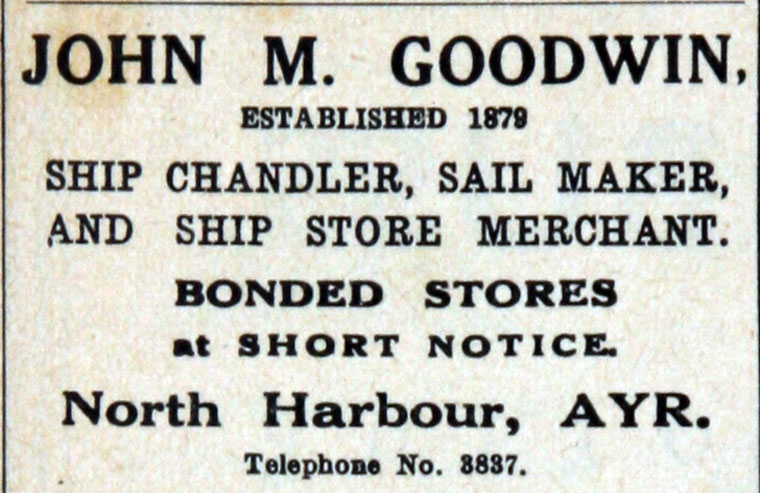 JOHN M. GOODWIN,
ESTABLISHED 1879
SHIP CHANDLER, SAIL MAKER,
AND SHIP STORE MERCHANT.
BONDED STORES
at SHORT NOTICE.
North Harbour, AYR.
Telephone No. 3837.